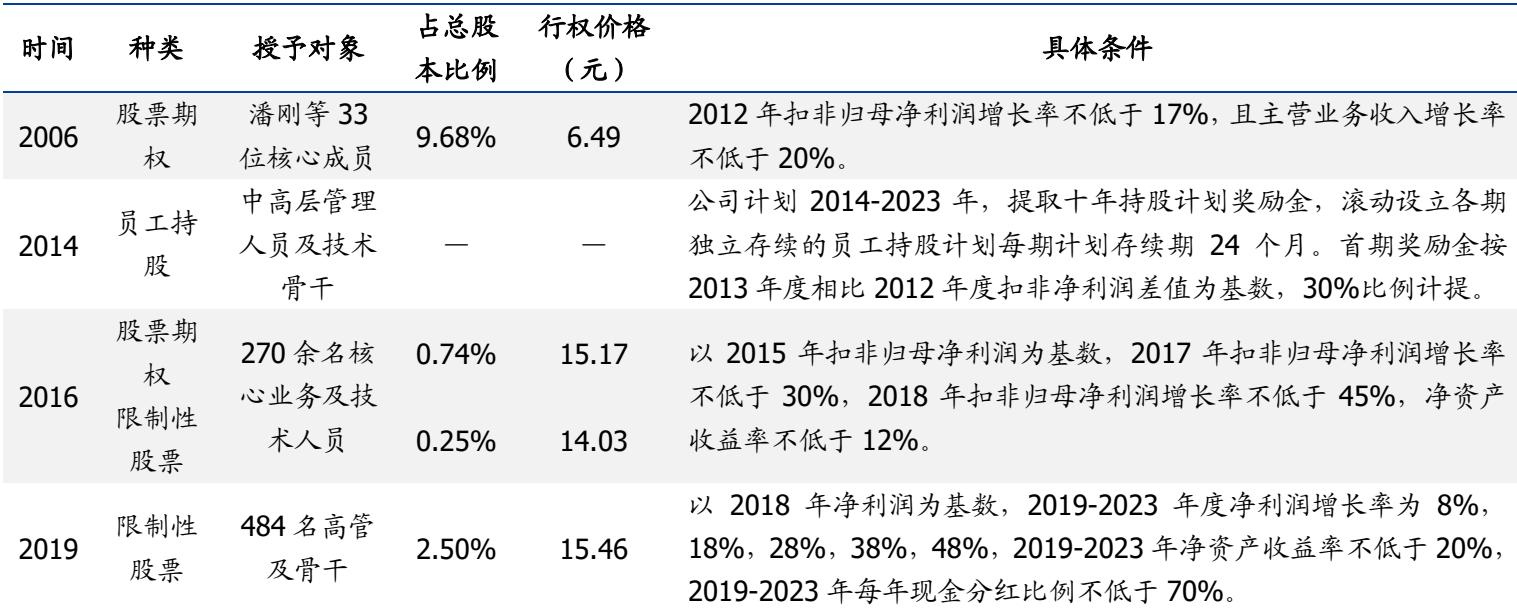 时间 种类 授予对象 占总股本比例 行权价格（元） 具体条件
2006 股票期权 潘刚等 33 位核心成员 9.68% 6.49 2012 年扣非归母净利润增长率不低于 17%，且主营业务收入增长率
不低于 20%。
2014 员工持股 中高层管理人员及技术骨干 — — 公司计划 2014-2023 年，提取十年持股计划奖励金，滚动设立各期
独立存续的员工持股计划每期计划存续期 24 个月。首期奖励金按
2013 年度相比 2012 年度扣非净利润差值为基数，30%比例计提。
2016 股票期权 270 余名核心业务及技术人员 0.74% 15.17 以 2015 年扣非归母净利润为基数，2017 年扣非归母净利润增长率
不低于 30%，2018 年扣非归母净利润增长率不低于 45%，净资产
限制性股票 0.25% 14.03 收益率不低于 12%。
2019 限制性股票 484 名高管及骨干 2.50% 15.46 以 2018 年净利润为基数，2019-2023 年度净利润增长率为 8%，
18%，28%，38%，48%，2019-2023 年净资产收益率不低于 20%，
2019-2023 年每年现金分红比例不低于 70%。